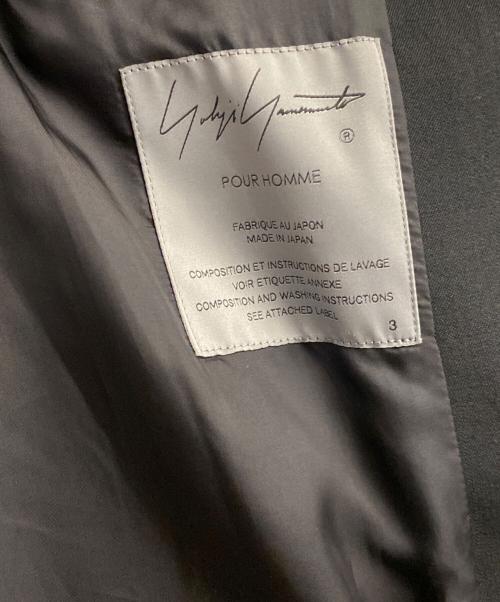 Yohji Yamamoto
®
POUR HOMME
FABRIQUE AU JAPON
MADE IN JAPAN
COMPOSITION ET INSTRUCTIONS DE LAVAGE
VOIR ETIQUETTE ANNEXE
COMPOSITION AND WASHING INSTRUCTIONS
SEE ATTACHED LABEL
3